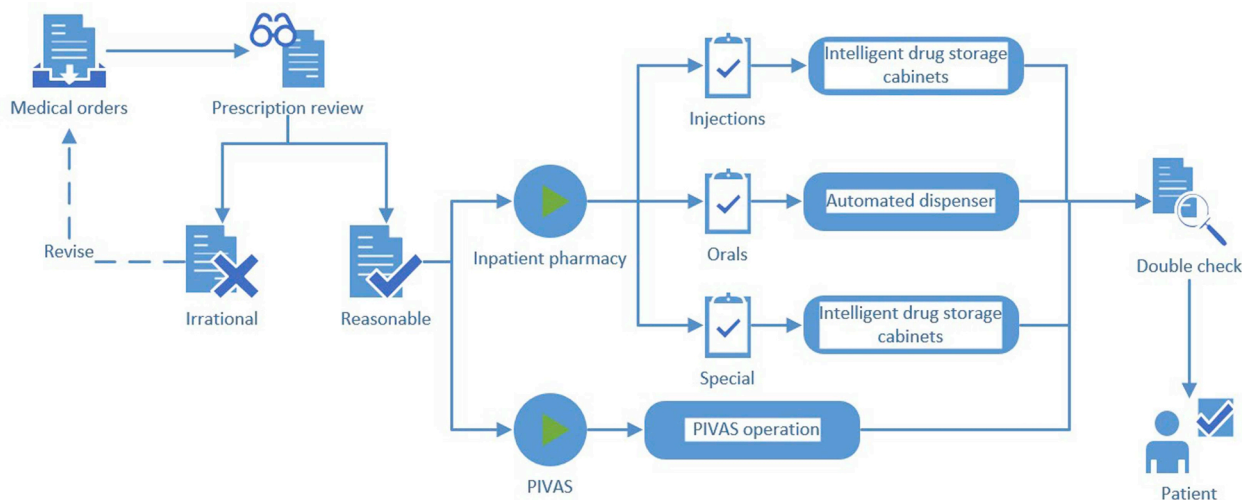 Medical orders
Prescription review
Revise
Irrational
Reasonable
Inpatient pharmacy
PIVAS
Injections
Intelligent drug storage
cabinets
Orals
Automated dispenser
Special
Intelligent drug storage
cabinets
PIVAS operation
Double check
Patient